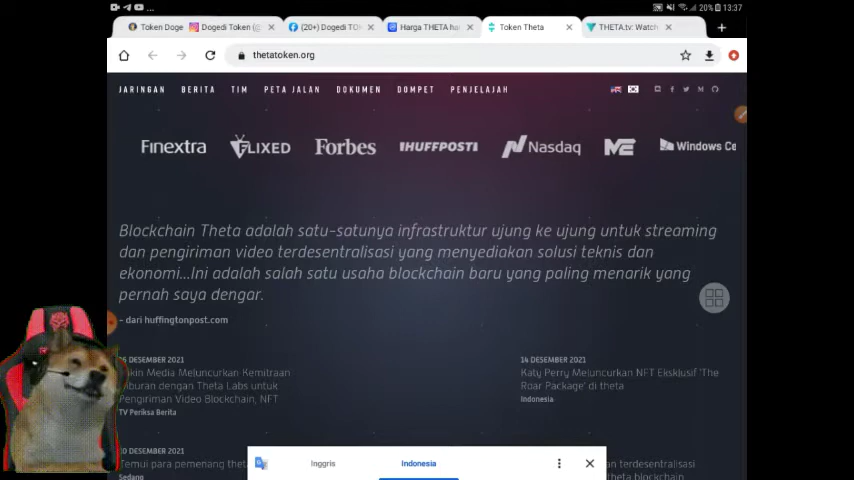 20% 13:37
Token Doge
Dogedi Token (@
(20+) Dogedi TOK
Harga THETA ha
Token Theta
THETA.tv: Watch
thetatoken.org
JARINGAN BERITA TIM PETA JALAN DOKUMEN DOMPET PENJELAJAH
Finextra FLIXED Forbes IHUFFPOSTI Nasdaq ME Windows Ce
Blockchain Theta adalah satu-satunya infrastruktur ujung ke ujung untuk streaming
dan pengiriman video terdesentralisasi yang menyediakan solusi teknis dan
ekonomi...Ini adalah salah satu usaha blockchain baru yang paling menarik yang
pernah saya dengar.
– dari huffingtonpost.com
DESEMBER 2021
Media Meluncurkan Kemitraan
dengan Theta Labs untuk
Pengiriman Video Blockchain, NFT
TV Periksa Berita
14 DESEMBER 2021
Katy Perry Meluncurkan NFT Eksklusif 'The
Roar Package' di theta
Indonesia
DESEMBER 2021
Temui para pemenang thet
Sedang
an terdesentralisasi
theta blockchain
Inggris Indonesia